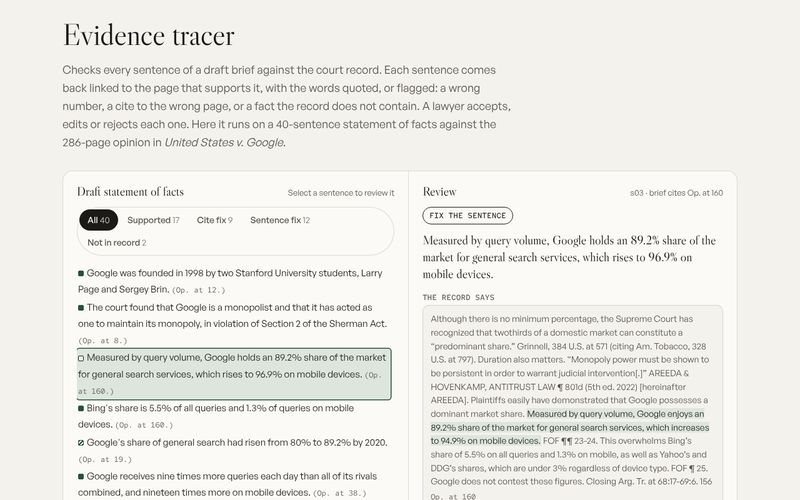 Evidence tracer
Checks every sentence of a draft brief against the court record. Each sentence comes
back linked to the page that supports it, with the words quoted, or flagged: a wrong
number, a cite to the wrong page, or a fact the record does not contain. A lawyer accepts,
edits or rejects each one. Here it runs on a 40-sentence statement of facts against the
286-page opinion in United States v. Google.
Draft statement of facts
Select a sentence to review it
All 40
Supported 17
Cite fix 9
Sentence fix 12
Not in record 2
Google was founded in 1998 by two Stanford University students, Larry
Page and Sergey Brin. (Op. at 12.)
The court found that Google is a monopolist and that it has acted as
one to maintain its monopoly, in violation of Section 2 of the Sherman Act.
(Op. at 8.)
Measured by query volume, Google holds an 89.2% share of the market
for general search services, which rises to 96.9% on mobile devices. (Op.
at 160.)
Bing's share is 5.5% of all queries and 1.3% of queries on mobile
devices. (Op. at 160.)
Google's share of general search had risen from 80% to 89.2% by 2020.
(Op. at 19.)
Google receives nine times more queries each day than all of its rivals
combined, and nineteen times more on mobile devices. (Op. at 38.)
Review
s03 · brief cites Op. at 160
FIX THE SENTENCE
Measured by query volume, Google holds an 89.2% share of the
market for general search services, which rises to 96.9% on
mobile devices.
THE RECORD SAYS
Although there is no minimum percentage, the Supreme Court has
recognized that twothirds of a domestic market can constitute a
“predominant share.” Grinnell, 384 U.S. at 571 (citing Am. Tobacco, 328
U.S. at 797). Duration also matters. “Monopoly power must be shown to
be persistent in order to warrant judicial intervention[.]” AREEDA &
HOVENKAMP, ANTITRUST LAW ¶ 801d (5th ed. 2022) [hereinafter
AREEDA]. Plaintiffs easily have demonstrated that Google possesses a
dominant market share. Measured by query volume, Google enjoys an
89.2% share of the market for general search services, which increases
to 94.9% on mobile devices. FOF ¶¶ 23-24. This overwhelms Bing's
share of 5.5% on all queries and 1.3% on mobile, as well as Yahoo's and
DDG's shares, which are under 3% regardless of device type. FOF ¶ 25.
Google does not contest these figures. Closing Arg. Tr. at 68:17-69:6. 156
Op. at 160